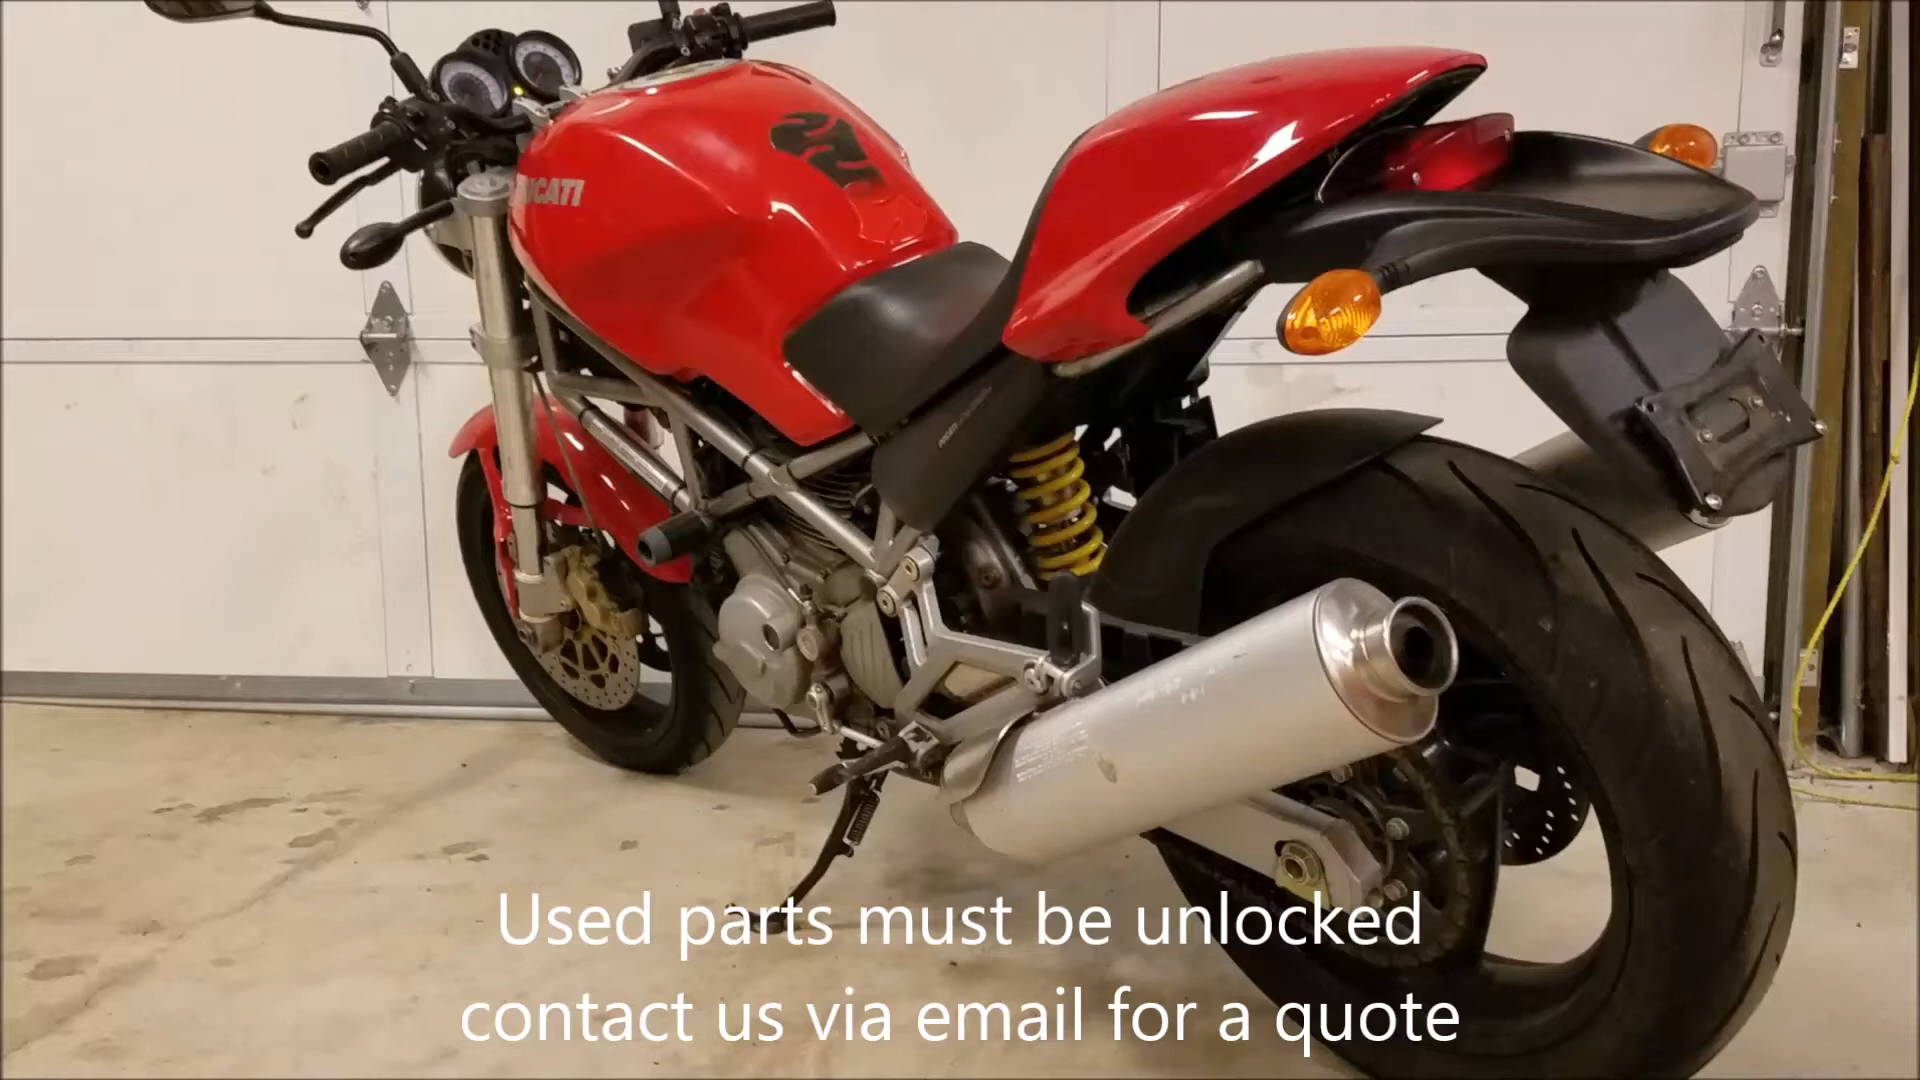 DUCATI
Used parts must be unlocked
contact us via email for a quote